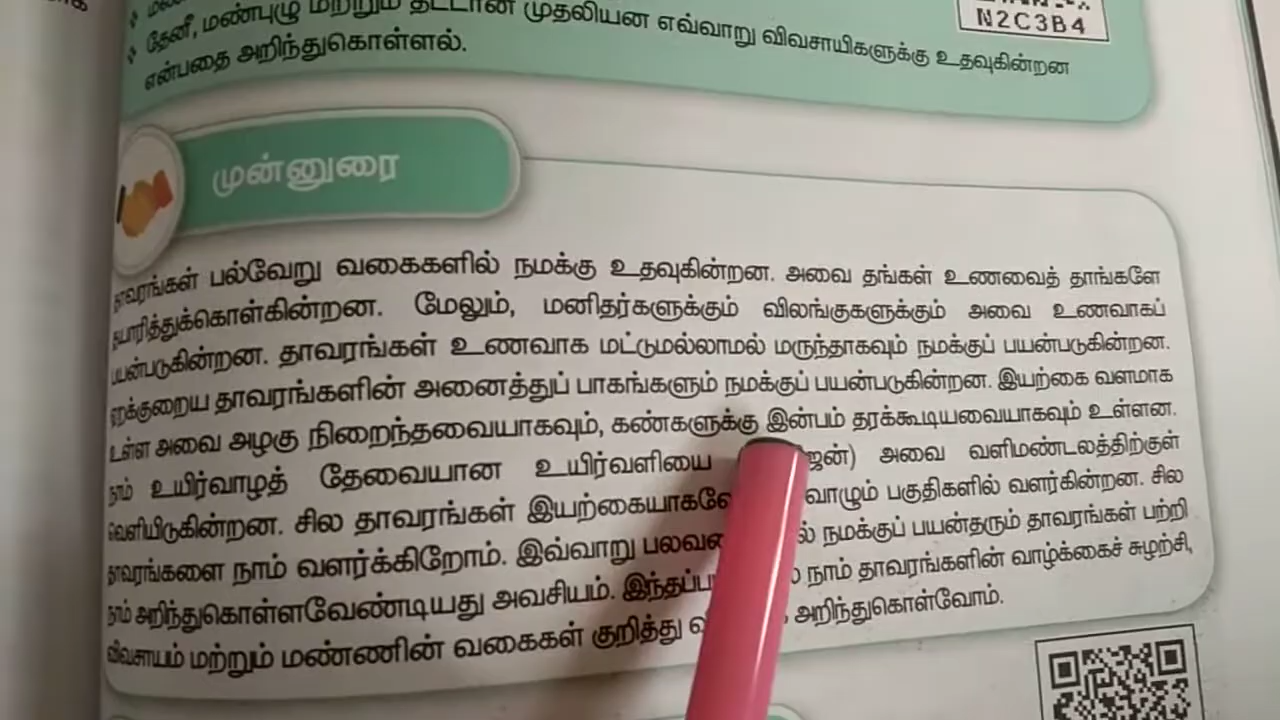 N2C3B4
தேனீ, மண்புழு மற்றும் தட்டான் முதலியன எவ்வாறு விவசாயிகளுக்கு உதவுகின்றன
என்பதை அறிந்துகொள்ளல்.
முன்னுரை
தாவரங்கள் பல்வேறு வகைகளில் நமக்கு உதவுகின்றன. அவை தங்கள் உணவைத் தாங்களே
தயாரித்துக்கொள்கின்றன. மேலும், மனிதர்களுக்கும் விலங்குகளுக்கும் அவை உணவாகப்
பயன்படுகின்றன. தாவரங்கள் உணவாக மட்டுமல்லாமல் மருந்தாகவும் நமக்குப் பயன்படுகின்றன.
ஏறக்குறைய தாவரங்களின் அனைத்துப் பாகங்களும் நமக்குப் பயன்படுகின்றன. இயற்கை வளமாக
உள்ள அவை அழகு நிறைந்தவையாகவும், கண்களுக்கு இன்பம் தரக்கூடியவையாகவும் உள்ளன.
நாம் உயிர்வாழத் தேவையான உயிர்வளியை அவை வளிமண்டலத்திற்குள்
வெளியிடுகின்றன. சில தாவரங்கள் வாழும் பகுதிகளில் வளர்கின்றன. சில
தாவரங்களை நாம் வளர்க்கிறோம். இவ்வாறு நமக்குப் பயன்தரும் தாவரங்கள் பற்றி
நாம் அறிந்துகொள்ளவேண்டியது அவசியம். நாம் தாவரங்களின் வாழ்க்கைச் சுழற்சி,
விவசாயம் மற்றும் மண்ணின் வகைகள் குறித்து அறிந்துகொள்வோம்.